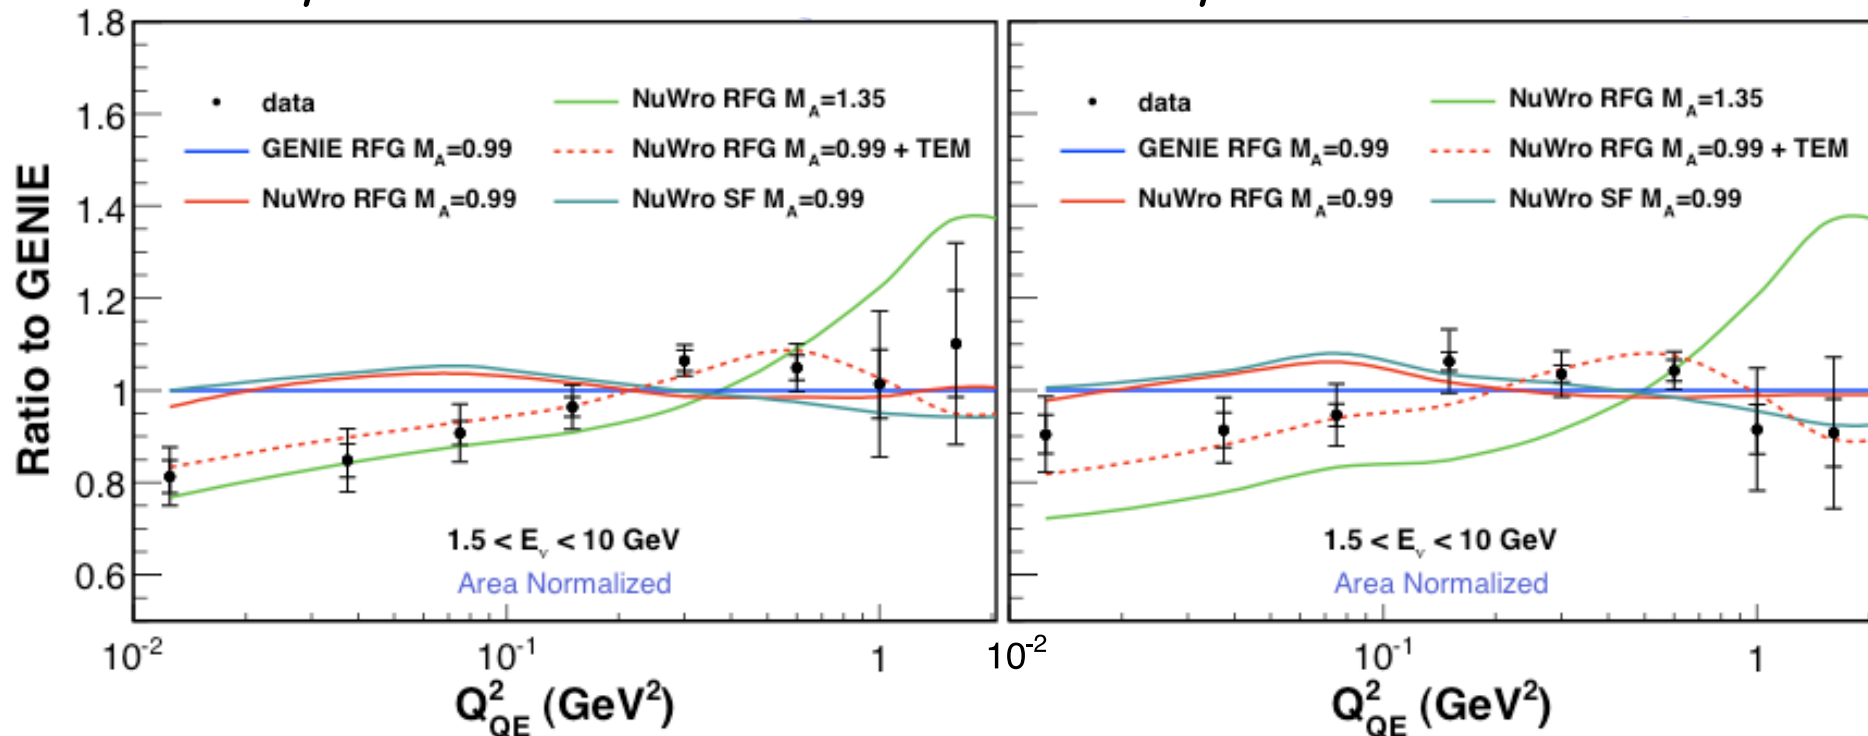 Ratio to GENIE
1.8
1.6
1.4
1.2
1
0.8
0.6
data
GENIE RFG M_A=0.99
NuWro RFG M_A=0.99
NuWro RFG M_A=1.35
NuWro RFG M_A=0.99 + TEM
NuWro SF M_A=0.99
1.5 < E_ν < 10 GeV
Area Normalized
10^-2
10^-1
1
Q^2_QE (GeV^2)
data
GENIE RFG M_A=0.99
NuWro RFG M_A=0.99
NuWro RFG M_A=1.35
NuWro RFG M_A=0.99 + TEM
NuWro SF M_A=0.99
1.5 < E_ν < 10 GeV
Area Normalized
10^-2
10^-1
1
Q^2_QE (GeV^2)